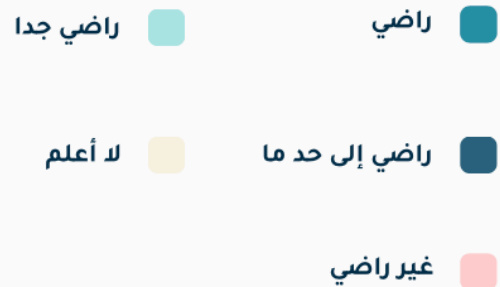 راضي
راضي جدا
راضي إلى حد ما
لا أعلم
غير راضي